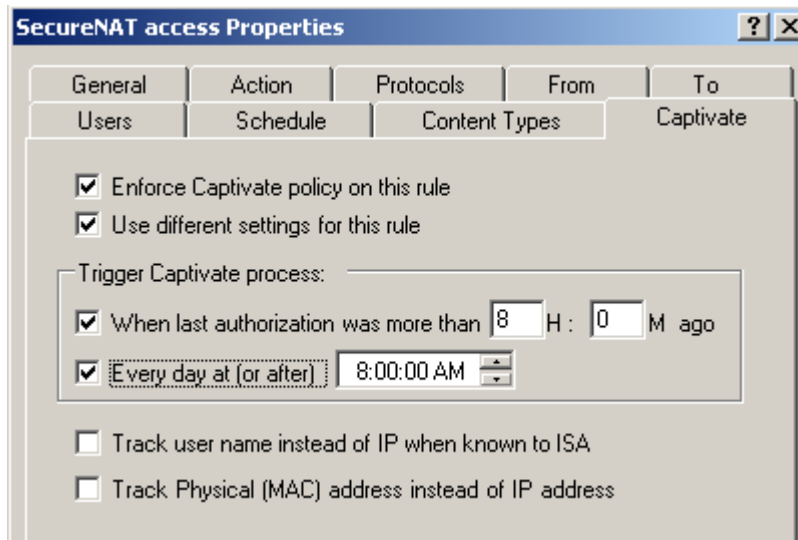 SecureNAT access Properties
General Action Protocols From To
Users Schedule Content Types Captivate
Enforce Captivate policy on this rule
Use different settings for this rule
Trigger Captivate process:
When last authorization was more than 8 H : 0 M ago
Every day at (or after) 8:00:00 AM
Track user name instead of IP when known to ISA
Track Physical (MAC) address instead of IP address